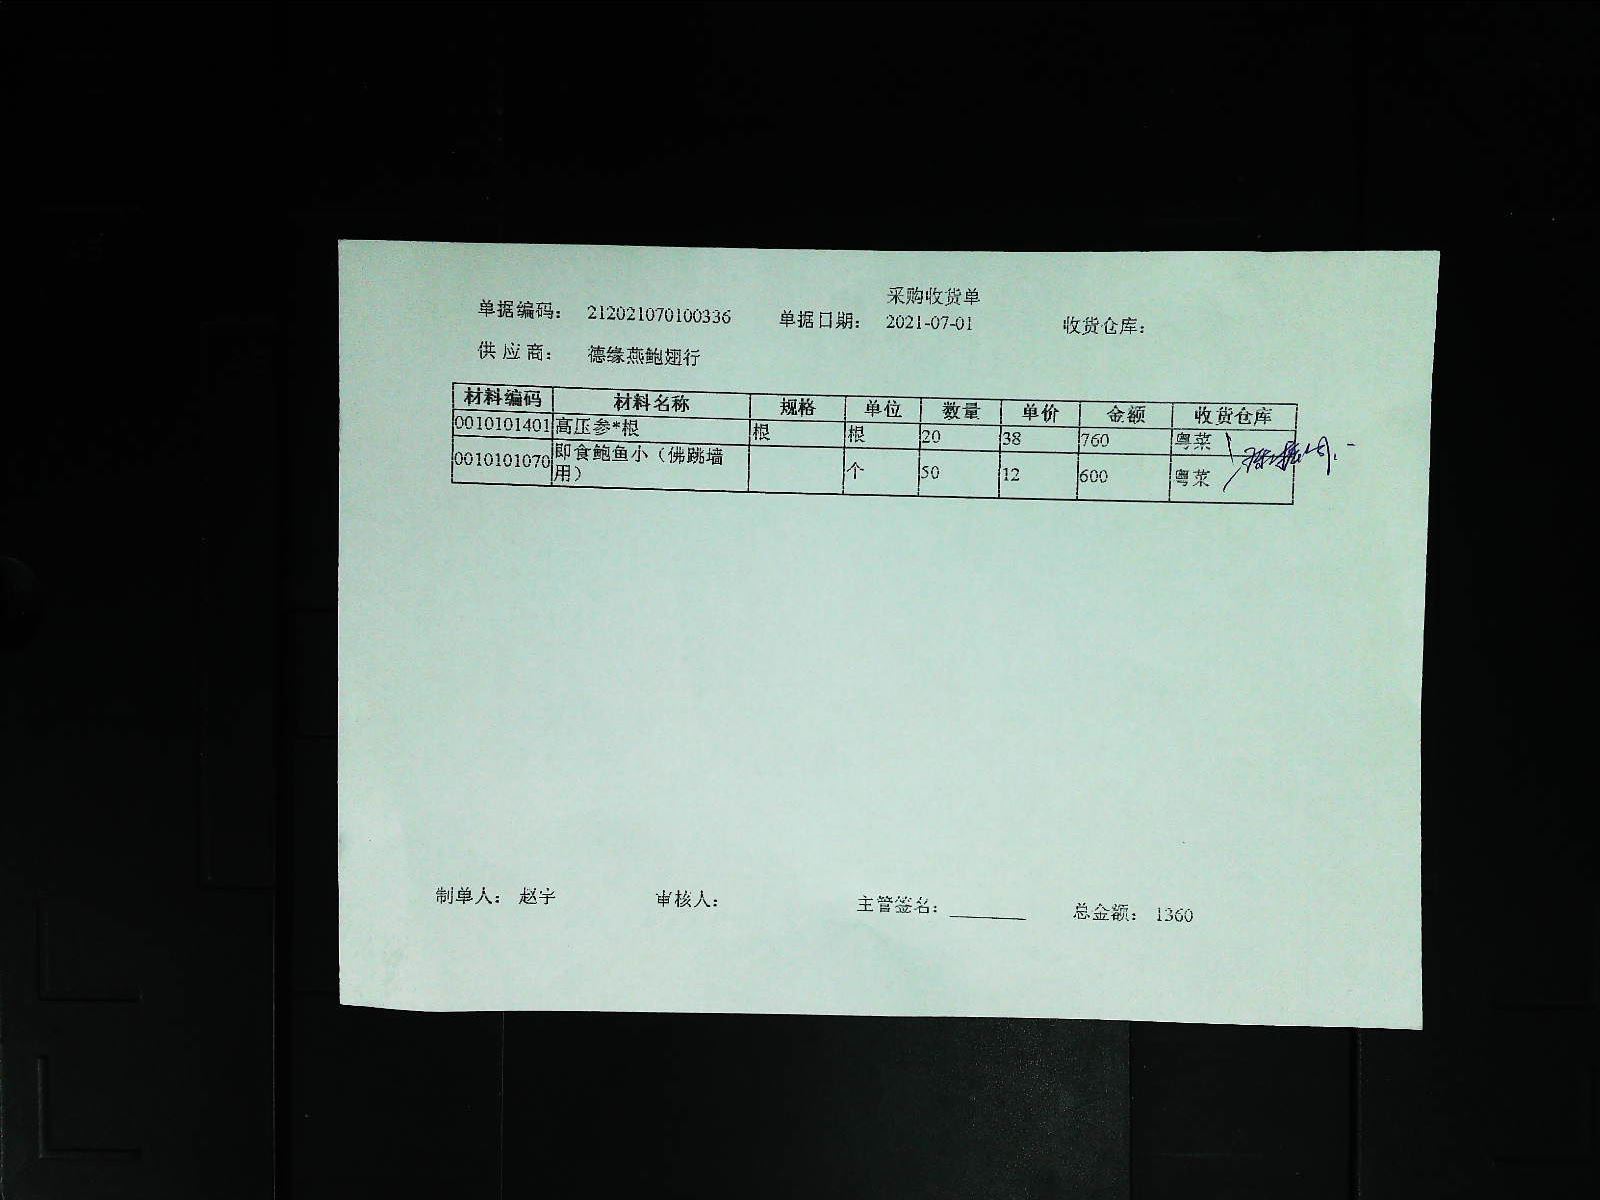 采购收货单
单据编码： 212021070100336 单据日期： 2021-07-01 收货仓库：
供 应 商： 德缘燕鲍翅行
材料编码 材料名称 规格 单位 数量 单价 金额 收货仓库
0010101401 高压参*根 根 根 20 38 760 粤菜
0010101070 即食鲍鱼小（佛跳墙用） 个 50 12 600 粤菜
制单人： 赵宇 审核人： 主管签名： 总金额： 1360